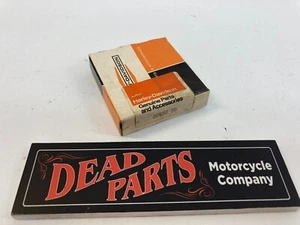 Harley-Davidson
Genuine Parts
and Accessories
DEAD
PARTS
Motorcycle
Company